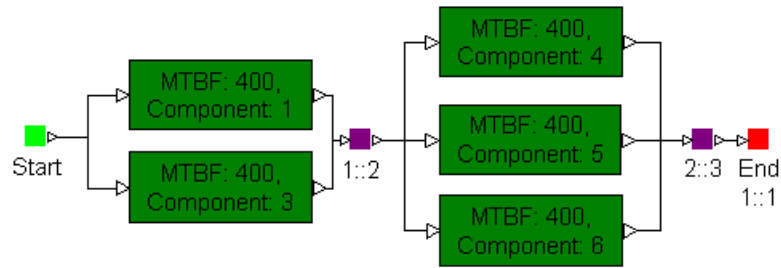 Start
MTBF: 400,
Component: 1
MTBF: 400,
Component: 3
1::2
MTBF: 400,
Component: 4
MTBF: 400,
Component: 5
MTBF: 400,
Component: 6
2::3
End
1::1